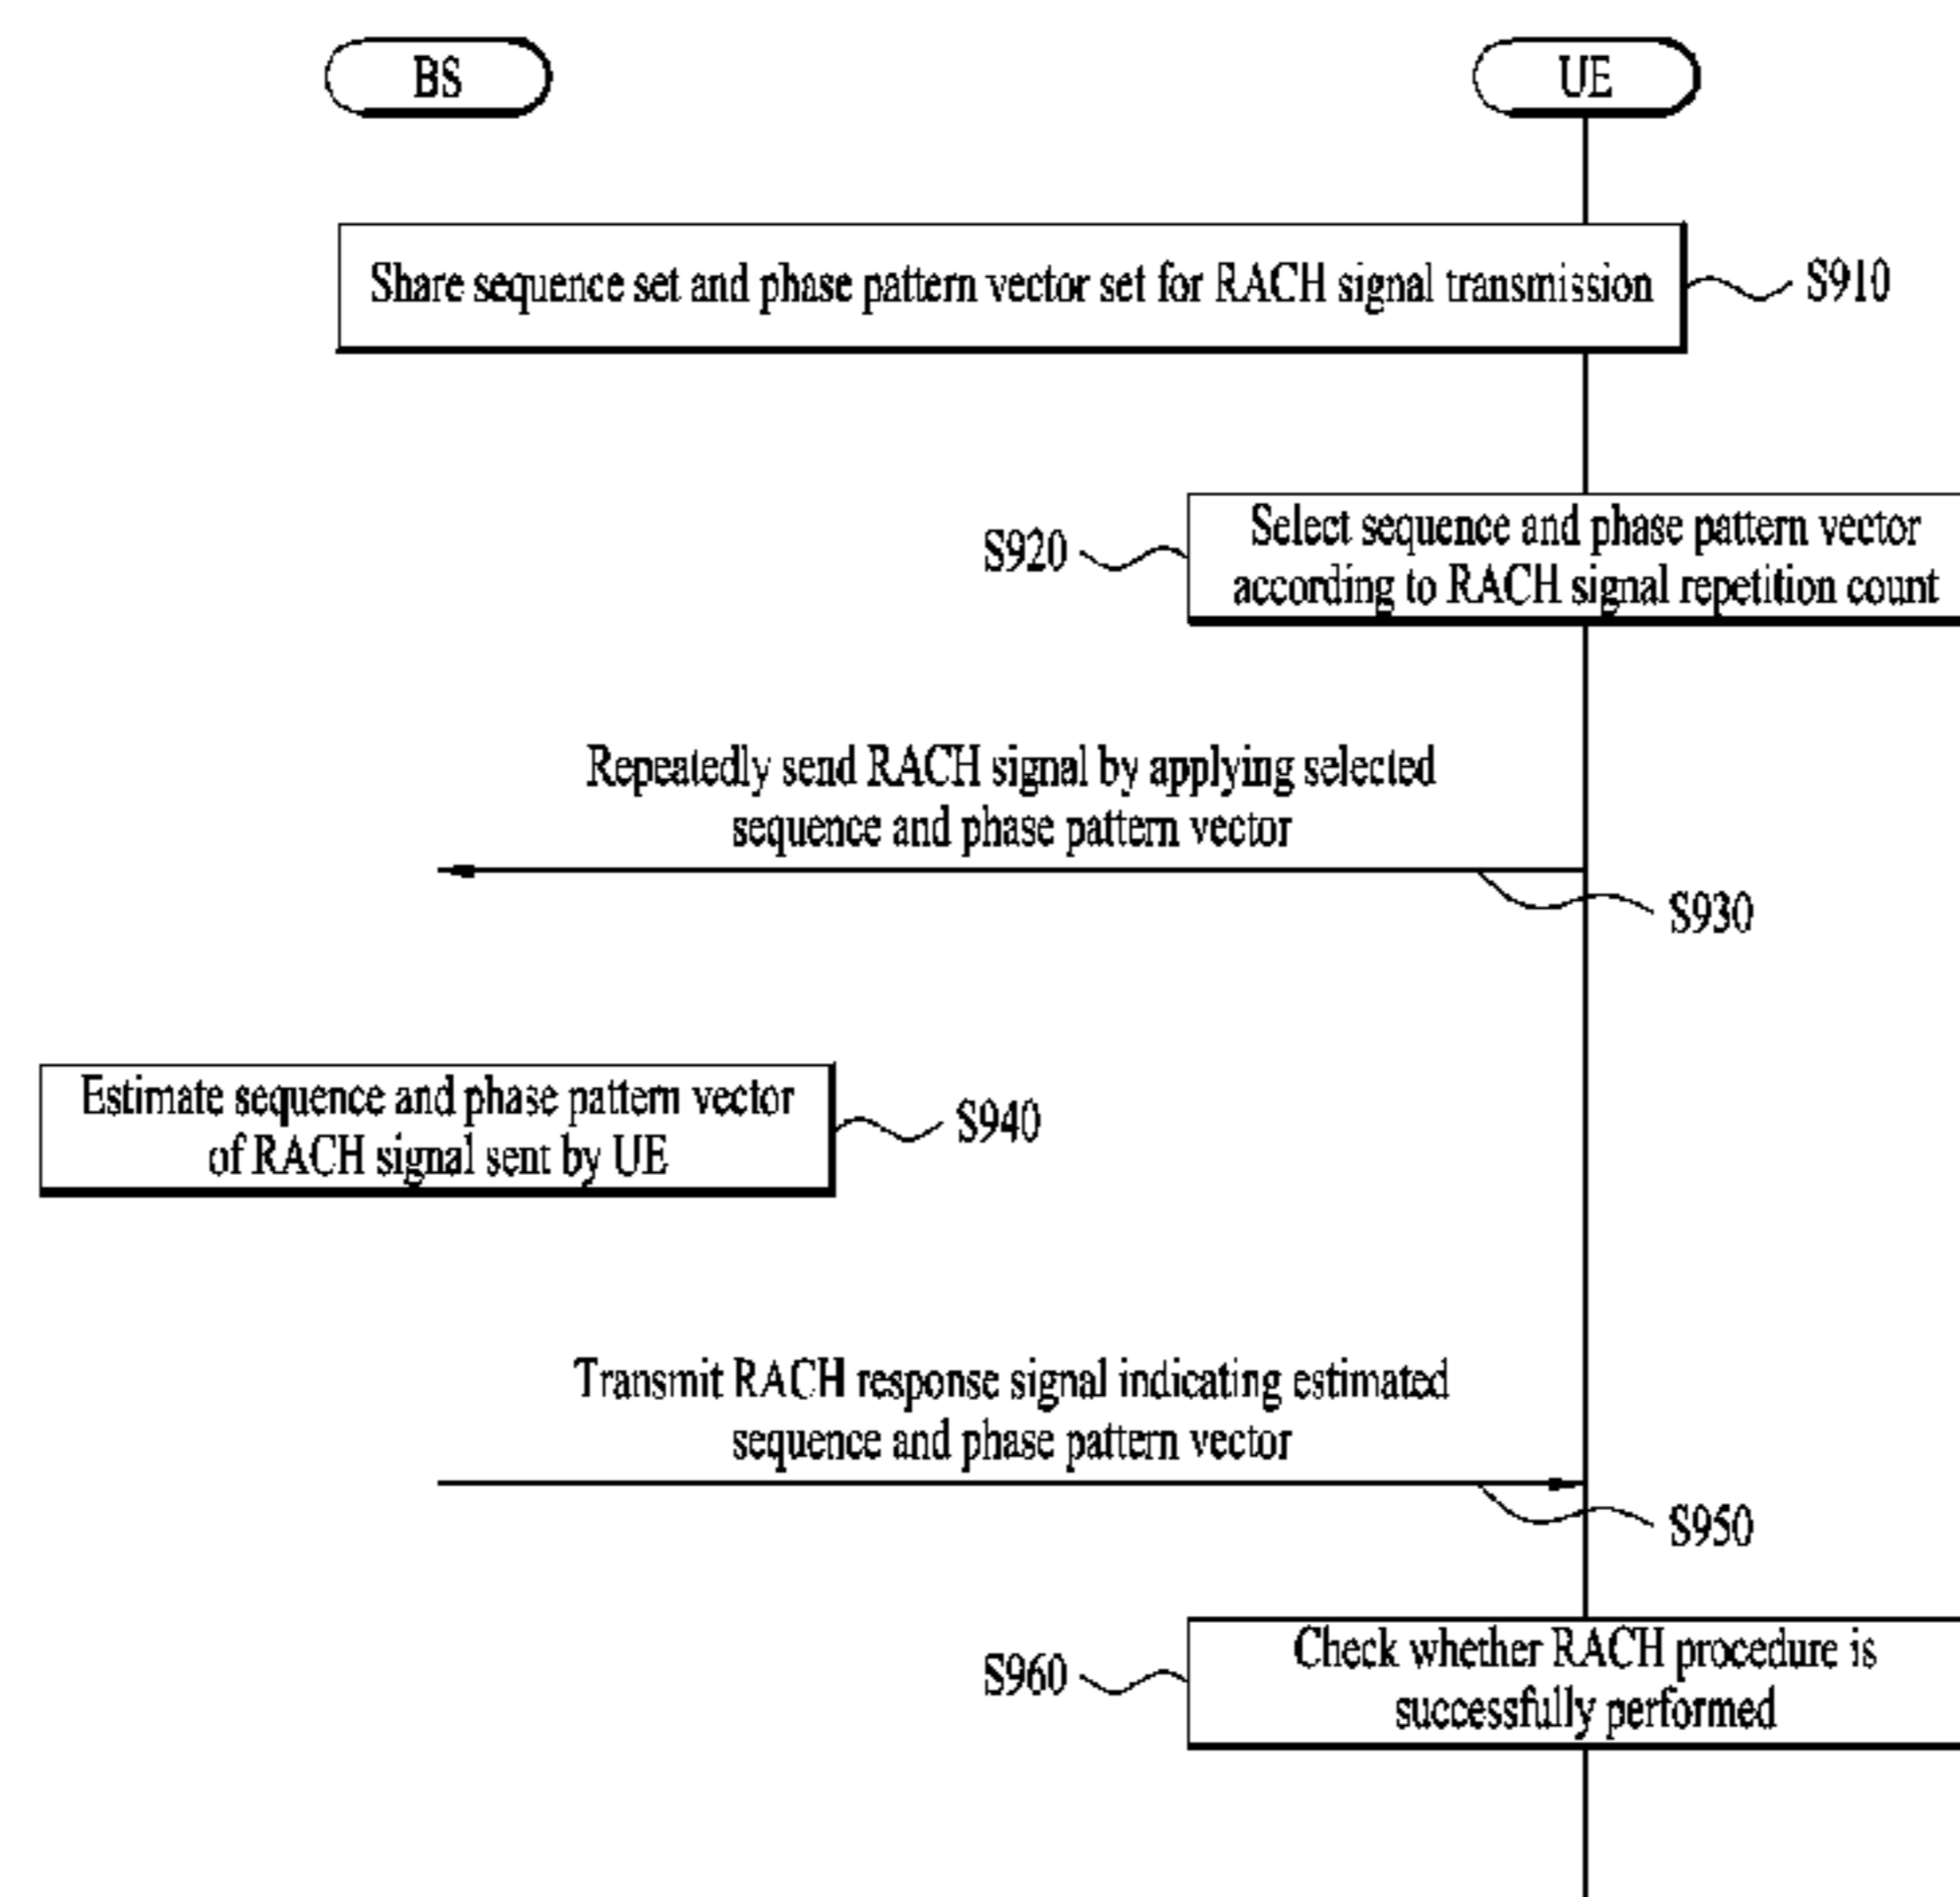 BS
UE
Share sequence set and phase pattern vector set for RACH signal transmission
S910
S920
Select sequence and phase pattern vector
according to RACH signal repetition count
Repeatedly send RACH signal by applying selected
sequence and phase pattern vector
S930
Estimate sequence and phase pattern vector
of RACH signal sent by UE
S940
Transmit RACH response signal indicating estimated
sequence and phase pattern vector
S950
S960
Check whether RACH procedure is
successfully performed